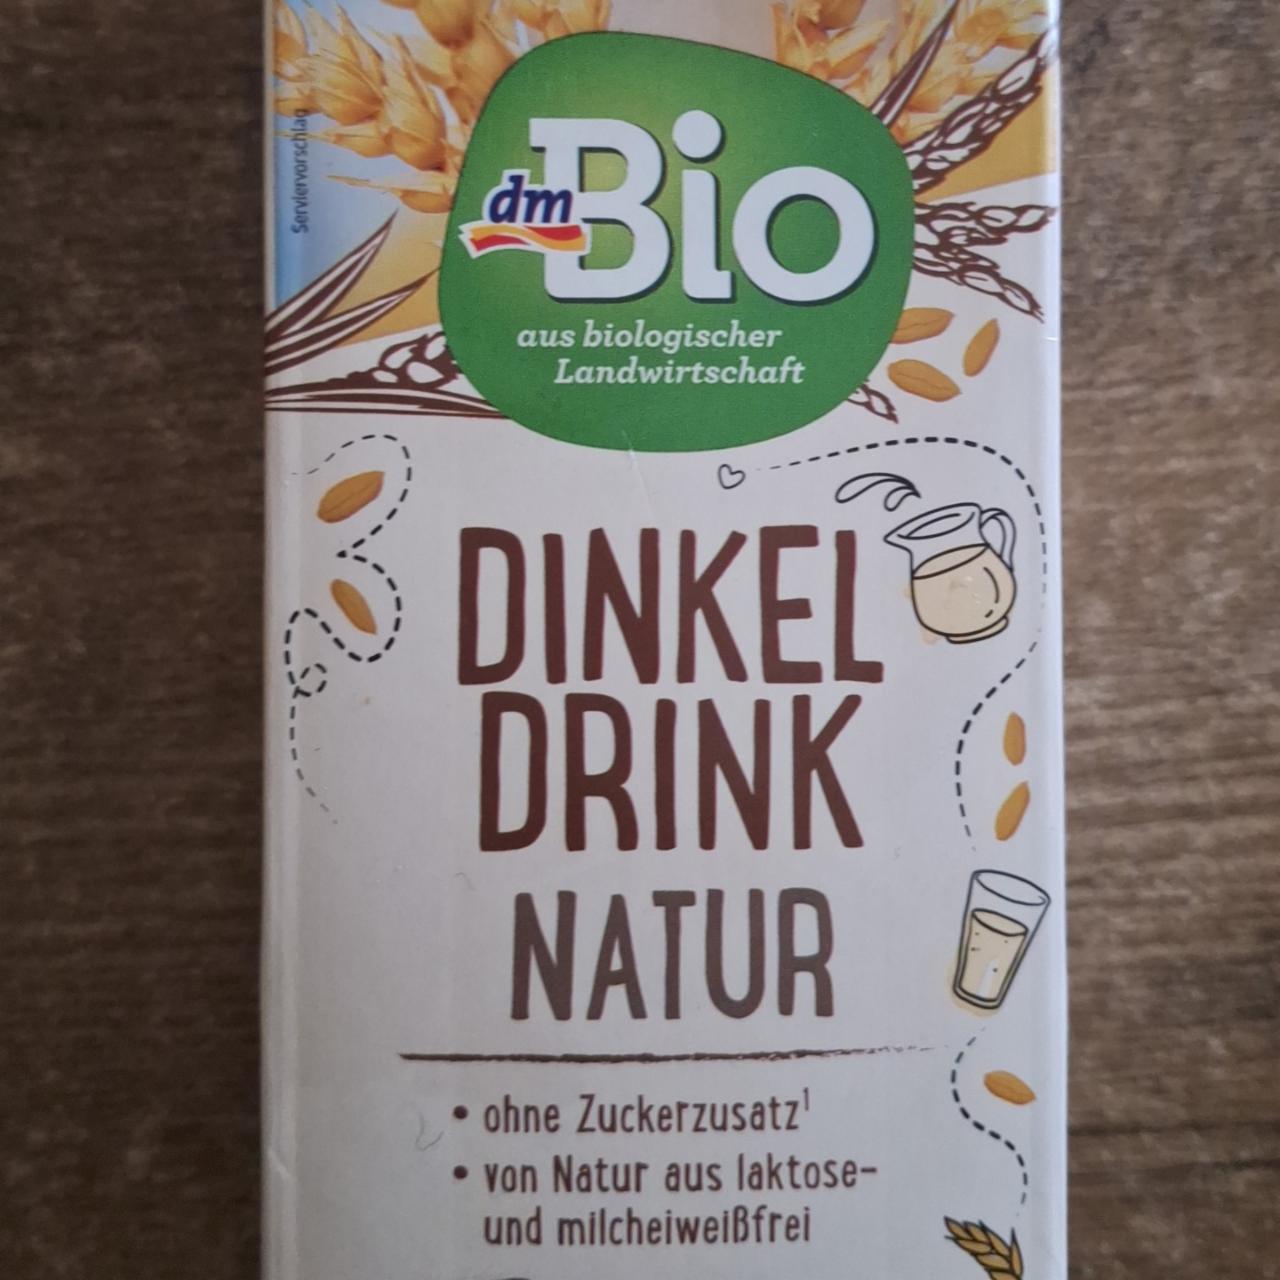 Serviervorschlag
dm
Bio
aus biologischer
Landwirtschaft
DINKEL
DRINK
NATUR
• ohne Zuckerzusatz¹
• von Natur aus laktose-
und milcheiweißfrei